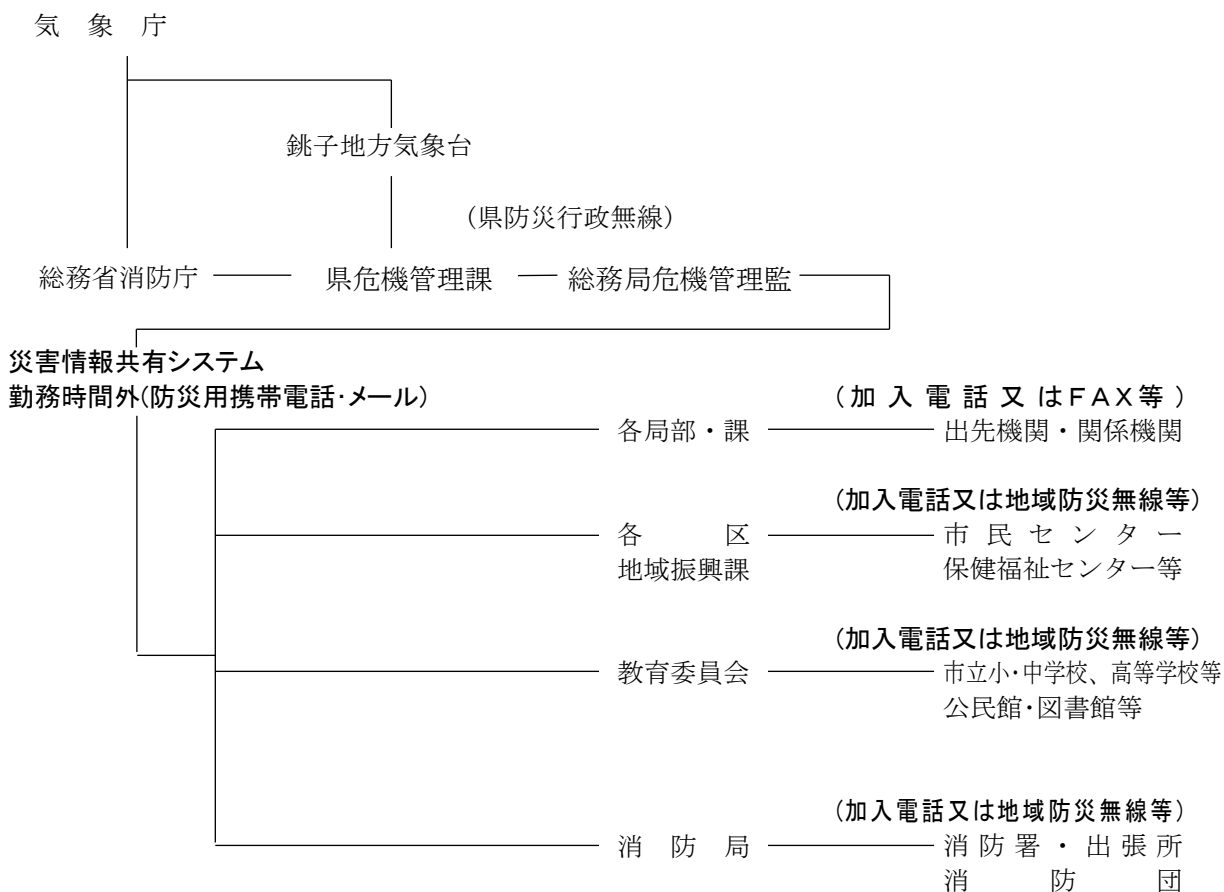 気象庁
銚子地方気象台
(県防災行政無線)
総務省消防庁 県危機管理課 総務局危機管理監
災害情報共有システム
勤務時間外(防災用携帯電話・メール)
(加入電話又はFAX等)
各局部・課 出先機関・関係機関
(加入電話又は地域防災無線等)
各区 市民センター
地域振興課 保健福祉センター等
(加入電話又は地域防災無線等)
教育委員会 市立小・中学校、高等学校等
公民館・図書館等
(加入電話又は地域防災無線等)
消防局 消防署・出張所
消防団